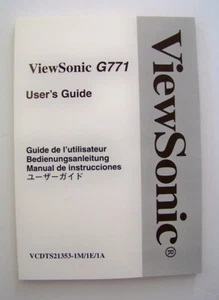 ViewSonic G771
User's Guide
Guide de l'utilisateur
Bedienungsanleitung
Manual de instrucciones
ユーザーガイド
VCDTS21353-1M/1E/1A
ViewSonic®